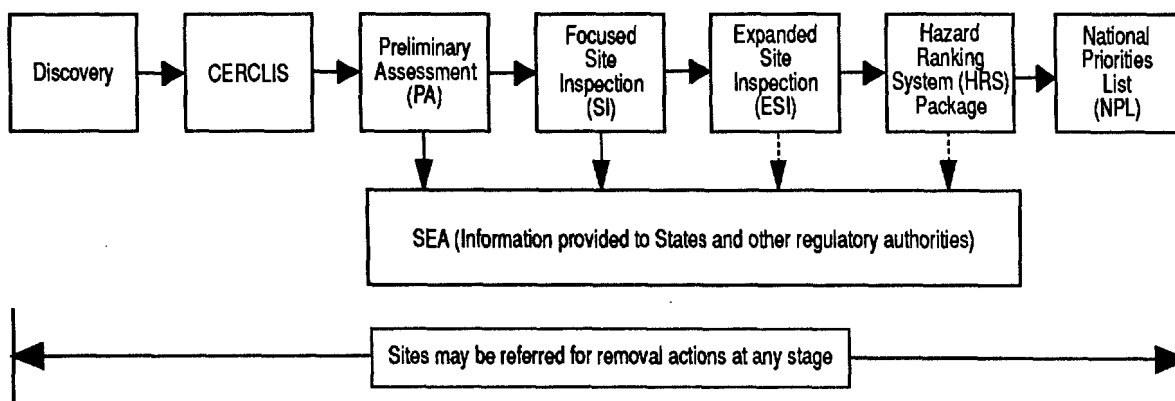 Discovery
CERCLIS
Preliminary
Assessment
(PA)
Focused
Site
Inspection
(SI)
Expanded
Site
Inspection
(ESI)
Hazard
Ranking
System (HRS)
Package
National
Priorities
List
(NPL)
SEA (Information provided to States and other regulatory authorities)
Sites may be referred for removal actions at any stage